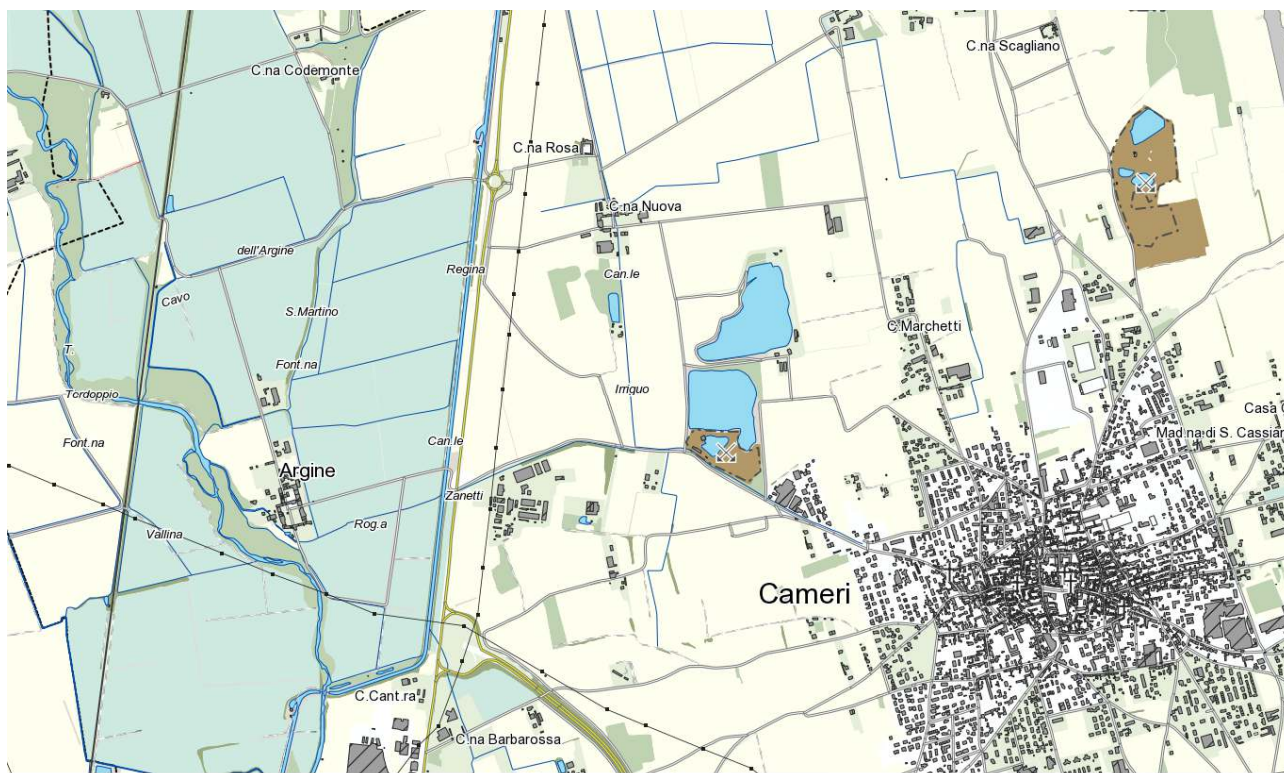 C.na Scagliano
C.na Codemonte
C.na Rosa
C.na Nuova
dell'Argine
Regina
Can.le
Cavo
S.Martino
C.Marchetti
T.
Font.na
Irriguo
Terdoppio
Casa
Font.na
Can.le
Mad.na di S. Cassian
Argine
Zanetti
Rog.a
Vallina
Cameri
C.Cant.ra
C.na Barbarossa